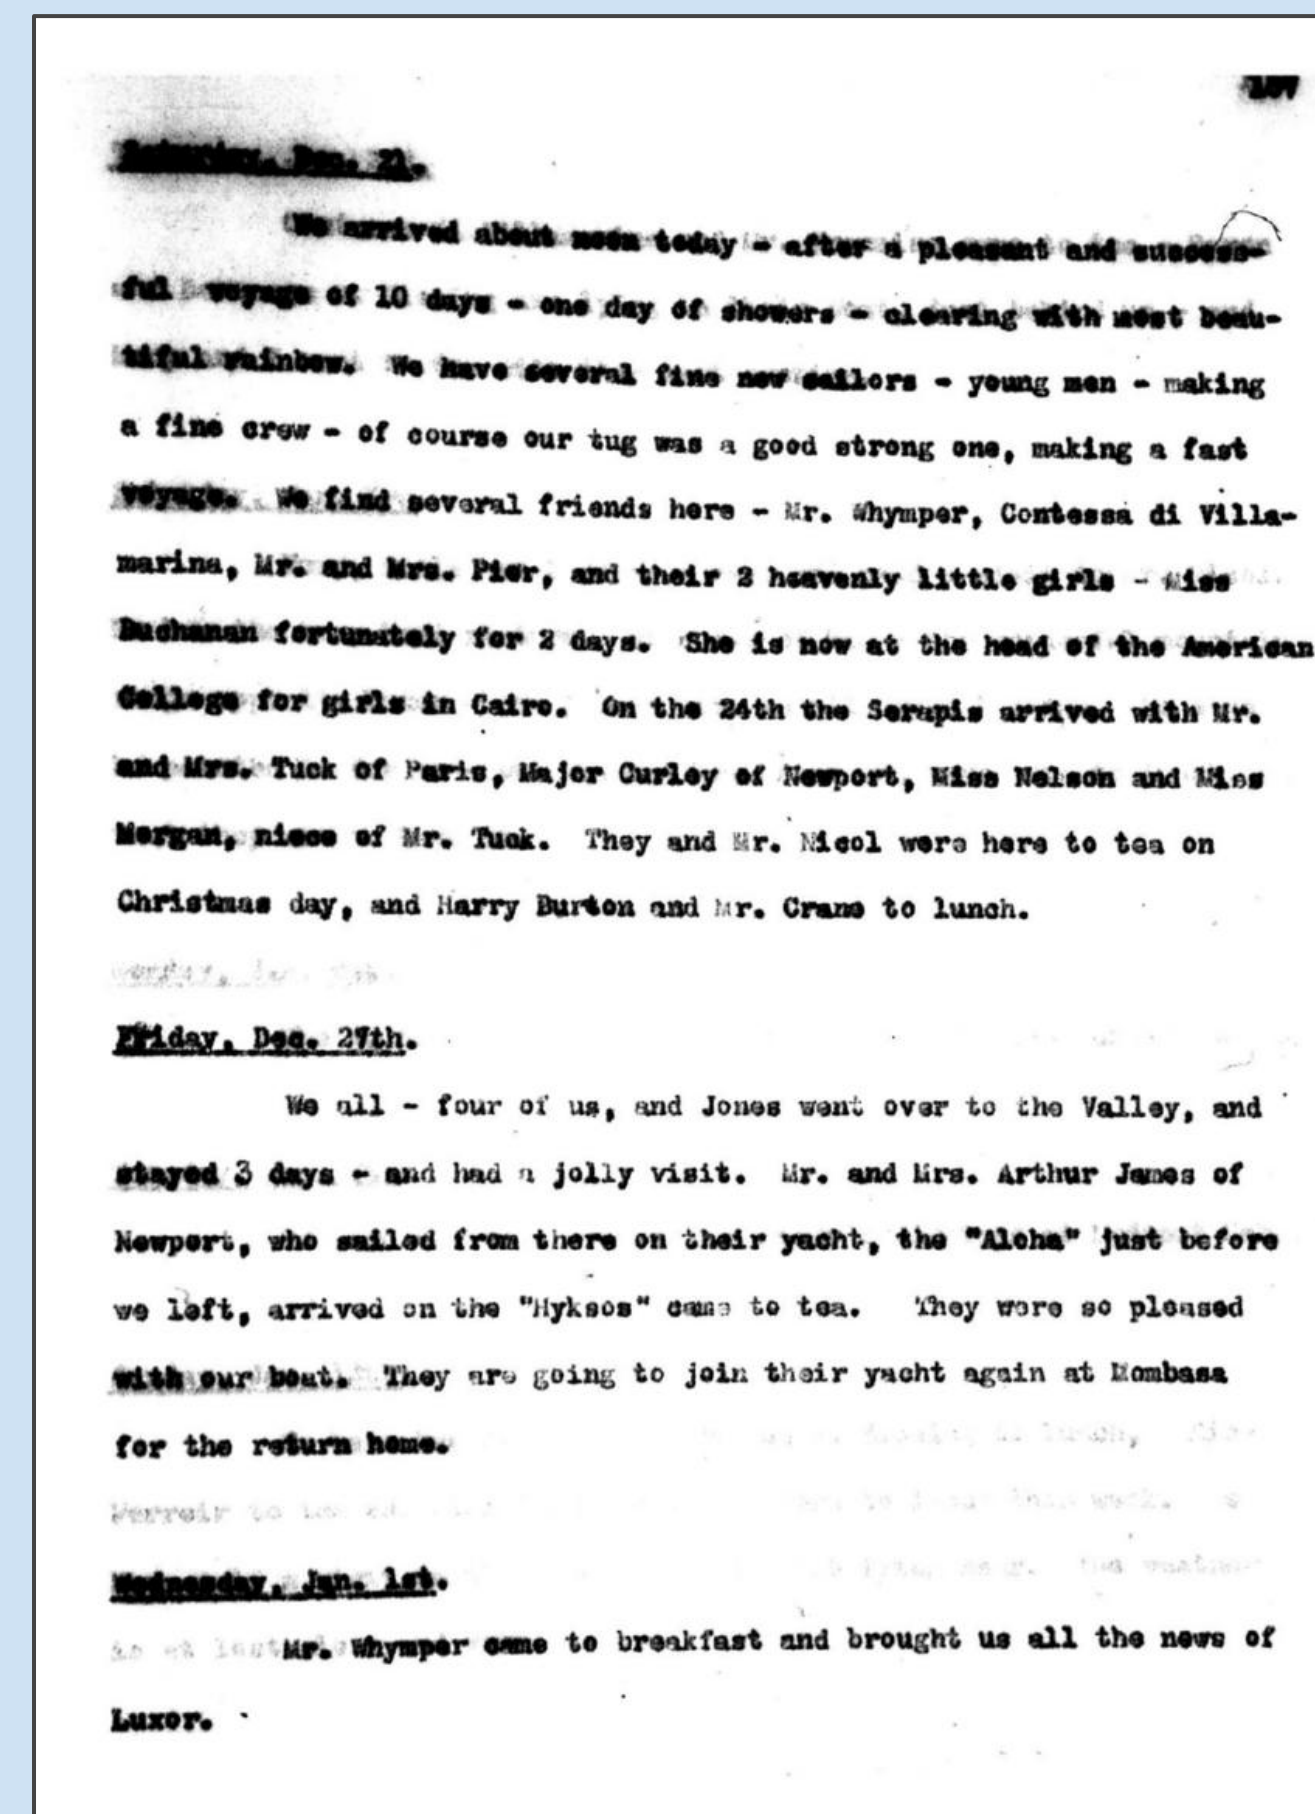 Saturday, Dec. 21.
We arrived about noon today - after a pleasant and success-
ful voyage of 10 days - one day of showers - clearing with most beau-
tiful rainbow. We have several fine new sailors - young men - making
a fine crew - of course our tug was a good strong one, making a fast
voyage. We find several friends here - Mr. Whymper, Contessa di Villa-
marina, Mr. and Mrs. Pier, and their 2 heavenly little girls - Miss
Buchanan fortunately for 2 days. She is now at the head of the American
College for girls in Cairo. On the 24th the Serapis arrived with Mr.
and Mrs. Tuck of Paris, Major Curley of Newport, Miss Nelson and Miss
Morgan, niece of Mr. Tuck. They and Mr. Nicol were here to tea on
Christmas day, and Harry Burton and Mr. Crane to lunch.
Friday, Dec. 27th.
We all - four of us, and Jones went over to the Valley, and
stayed 3 days - and had a jolly visit. Mr. and Mrs. Arthur James of
Newport, who sailed from there on their yacht, the "Aloha" just before
we left, arrived on the "Hyksos" came to tea. They were so pleased
with our boat. They are going to join their yacht again at Mombasa
for the return home.
Wednesday, Jan. 1st.
Mr. Whymper came to breakfast and brought us all the news of
Luxor.